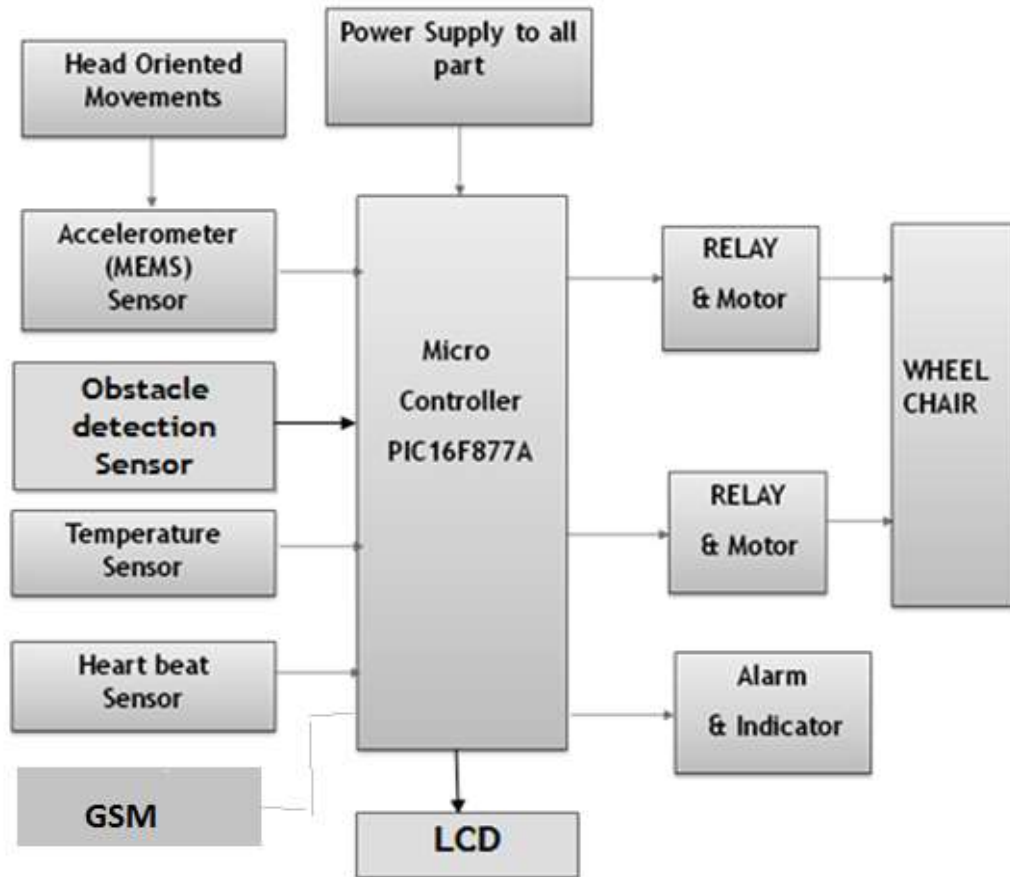 Head Oriented
Movements
Power Supply to all
part
Accelerometer
(MEMS)
Sensor
Obstacle
detection
Sensor
Temperature
Sensor
Heart beat
Sensor
GSM
Micro
Controller
PIC16F877A
LCD
RELAY
& Motor
RELAY
& Motor
Alarm
& Indicator
WHEEL
CHAIR